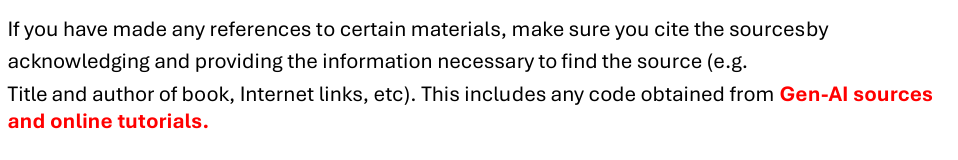 If you have made any references to certain materials, make sure you cite the sourcesby
acknowledging and providing the information necessary to find the source (e.g.
Title and author of book, Internet links, etc). This includes any code obtained from Gen-AI sources
and online tutorials.